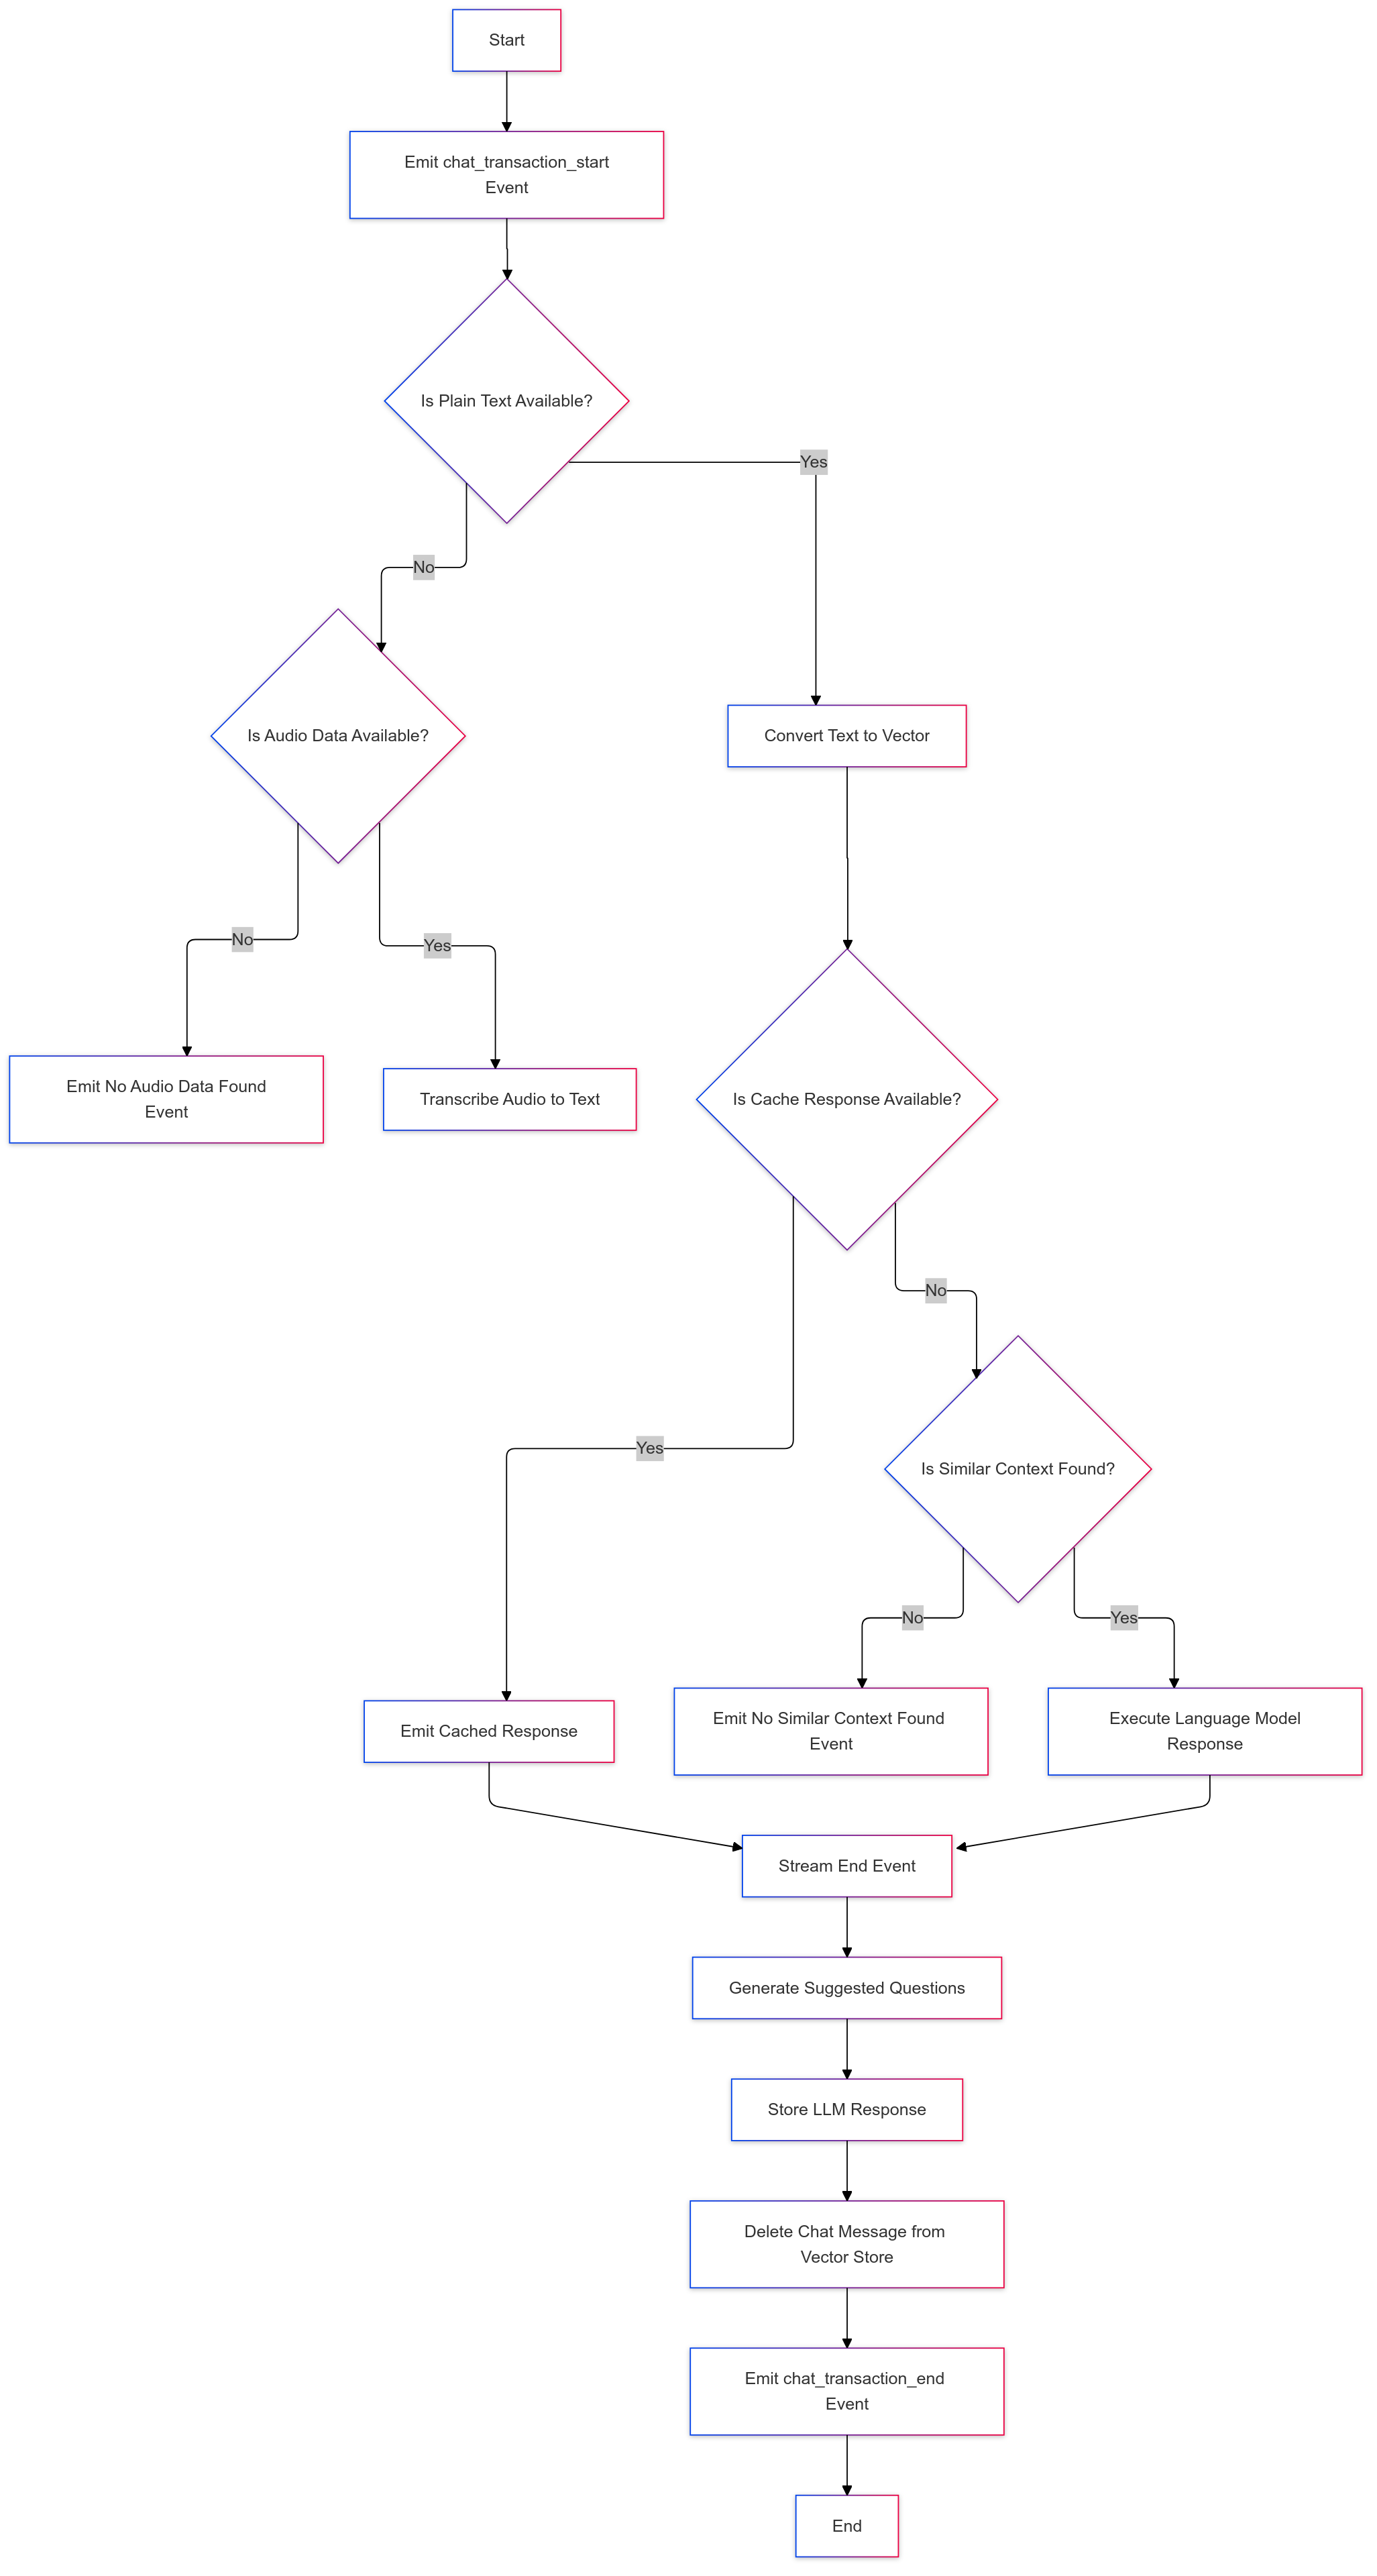 Start
Emit chat_transaction_start
Event
Is Plain Text Available?
Yes
No
Is Audio Data Available?
Convert Text to Vector
No
Yes
Emit No Audio Data Found
Event
Transcribe Audio to Text
Is Cache Response Available?
No
Yes
Is Similar Context Found?
No
Yes
Emit Cached Response
Emit No Similar Context Found
Event
Execute Language Model
Response
Stream End Event
Generate Suggested Questions
Store LLM Response
Delete Chat Message from
Vector Store
Emit chat_transaction_end
Event
End